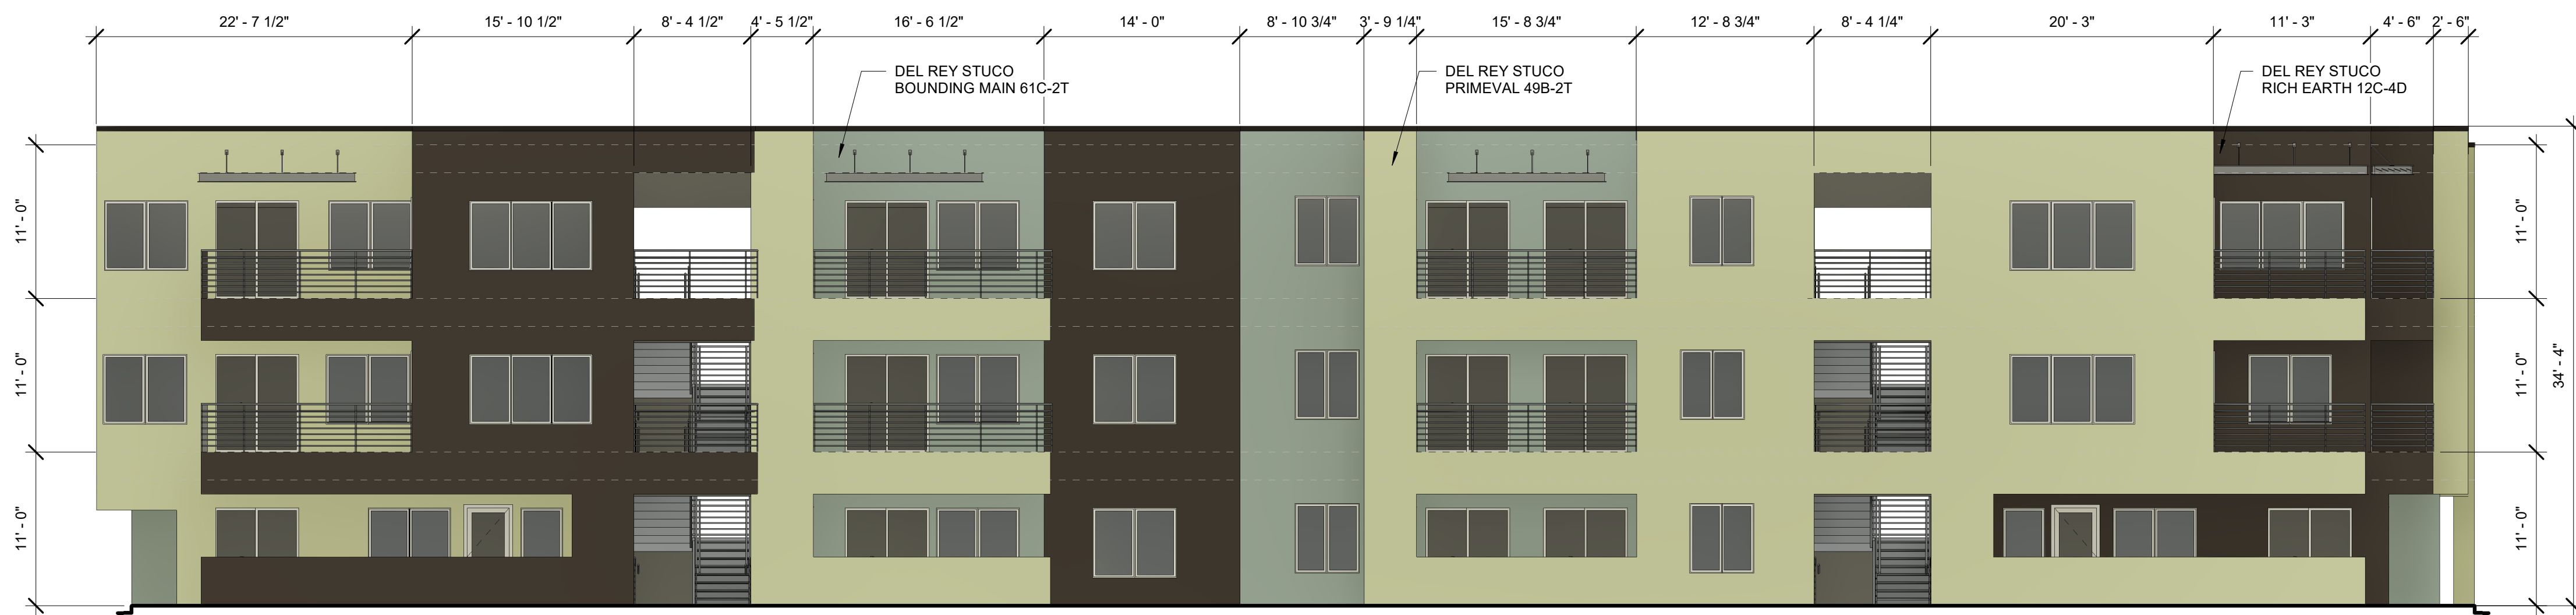 22' - 7 1/2"
15' - 10 1/2"
8' - 4 1/2"
4' - 5 1/2"
16' - 6 1/2"
14' - 0"
8' - 10 3/4"
3' - 9 1/4"
15' - 8 3/4"
12' - 8 3/4"
8' - 4 1/4"
20' - 3"
11' - 3"
4' - 6"
2' - 6"
DEL REY STUCO
BOUNDING MAIN 61C-2T
DEL REY STUCO
PRIMEVAL 49B-2T
DEL REY STUCO
RICH EARTH 12C-4D
11' - 0"
11' - 0"
11' - 0"
11' - 0"
11' - 0"
11' - 0"
34' - 4"